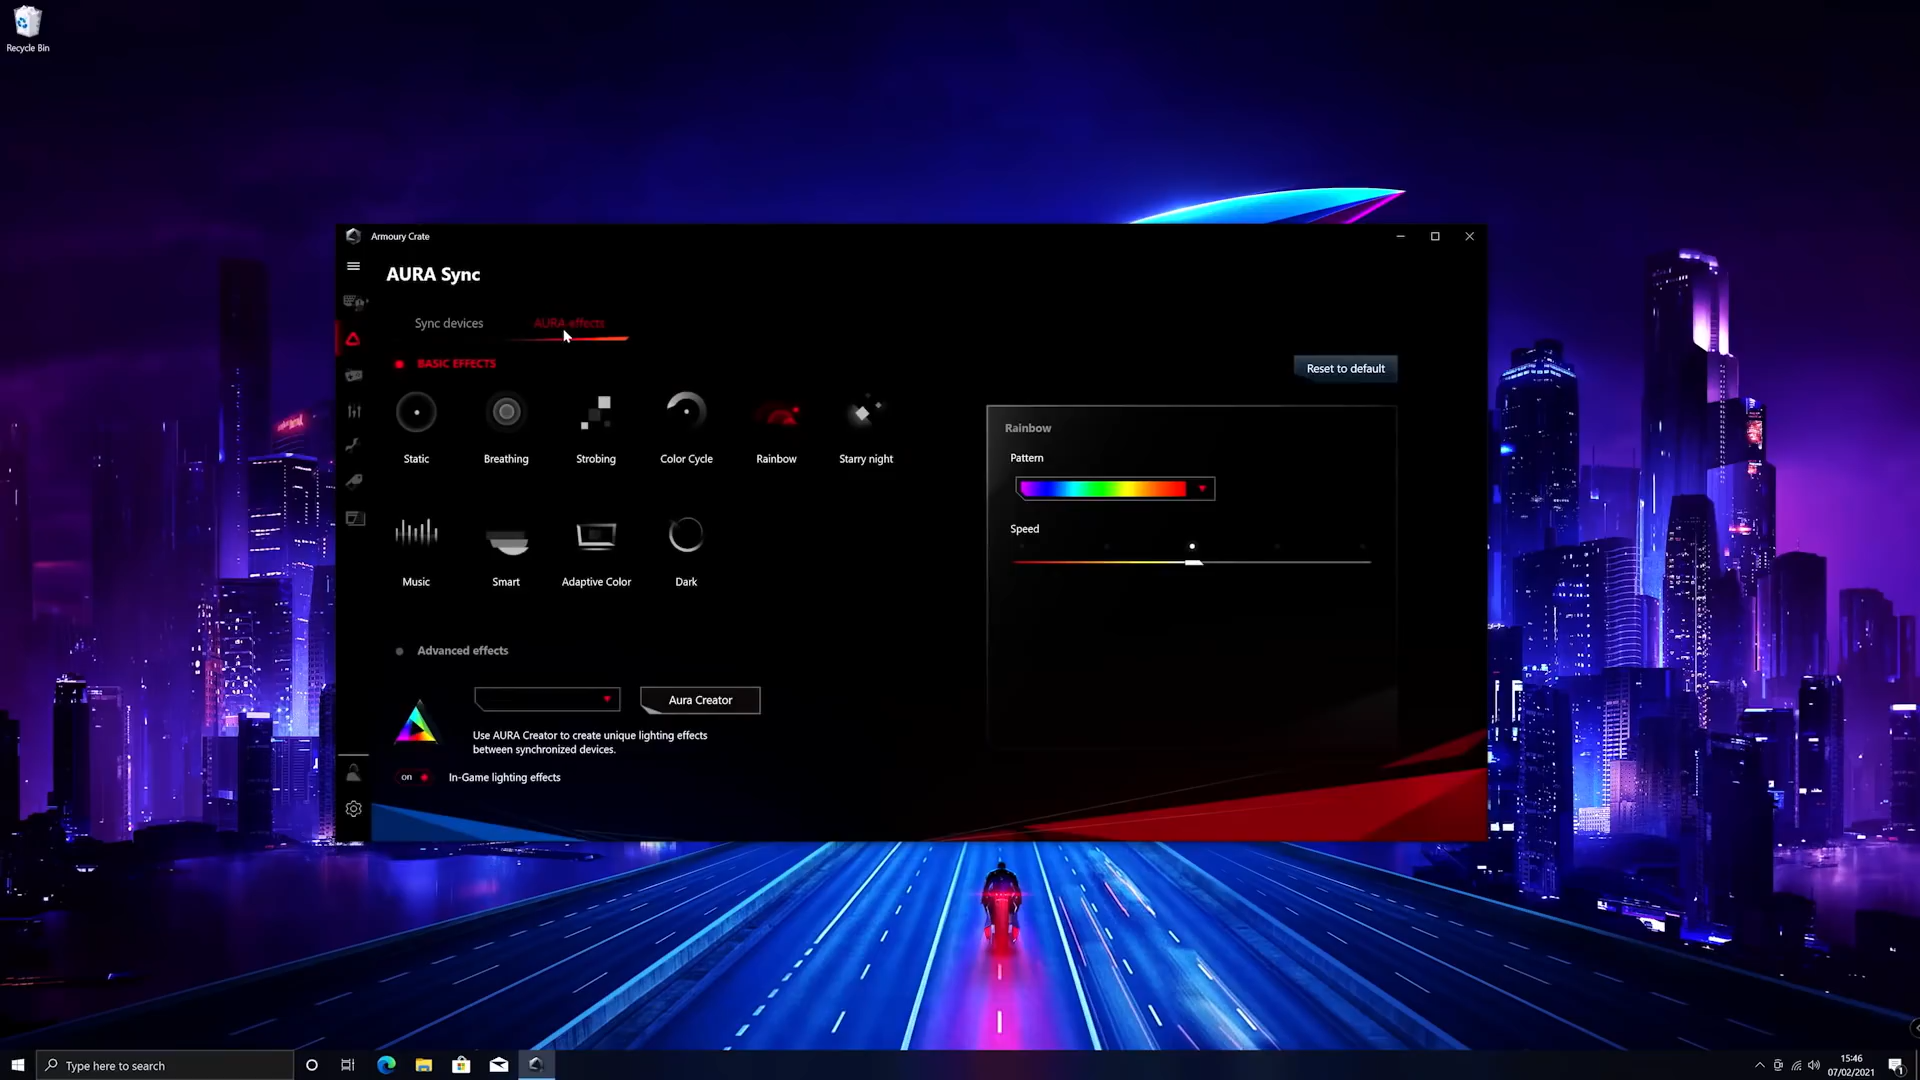 Recycle Bin
Armoury Crate
AURA Sync
Sync devices
AURA effects
BASIC EFFECTS
Reset to default
Static
Breathing
Strobing
Color Cycle
Rainbow
Starry night
Music
Smart
Adaptive Color
Dark
Rainbow
Pattern
Speed
Advanced effects
Aura Creator
Use AURA Creator to create unique lighting effects
between synchronized devices.
on
In-Game lighting effects
Type here to search
15:46
07/02/2021
1